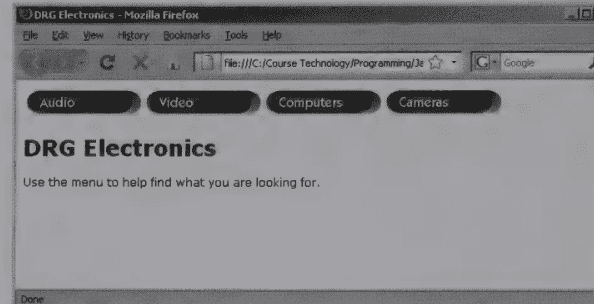 DRG Electronics - Mozilla Firefox
File Edit View History Bookmarks Tools Help
file:///C:/Course Technology/Programming/Ja Google
Audio Video Computers Cameras
DRG Electronics
Use the menu to help find what you are looking for.
Done